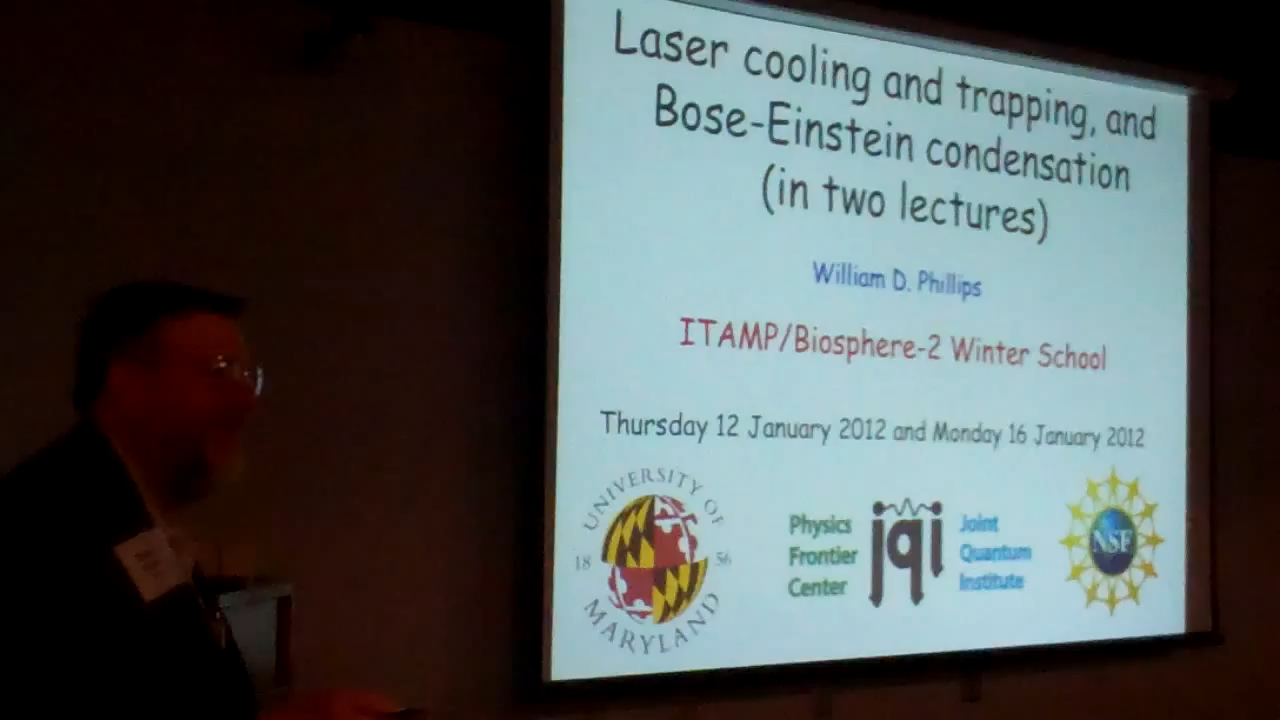 Laser cooling and trapping, and
Bose-Einstein condensation
(in two lectures)
William D. Phillips
ITAMP/Biosphere-2 Winter School
Thursday 12 January 2012 and Monday 16 January 2012
UNIVERSITY OF
18 56
MARYLAND
Physics
Frontier
Center
jqi
Joint
Quantum
Institute
NSF